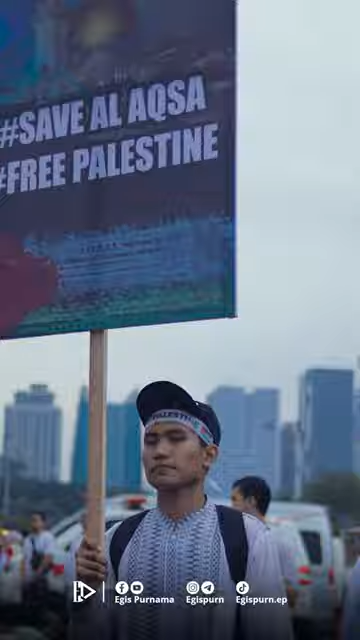 #SAVE AL AQSA
#FREE PALESTINE
PALESTINE
Egis Purnama
Egispurn
Egispurn.ep